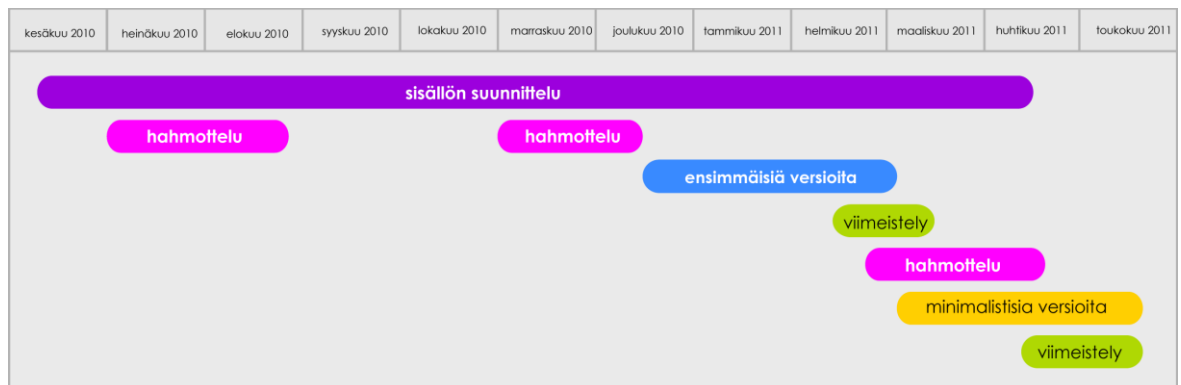 kesäkuu 2010 heinäkuu 2010 elokuu 2010 syyskuu 2010 lokakuu 2010 marraskuu 2010 joulukuu 2010 tammikuu 2011 helmikuu 2011 maaliskuu 2011 huhtikuu 2011 toukokuu 2011
sisällön suunnittelu
hahmottelu hahmottelu
ensimmäisiä versioita
viimeistely
hahmottelu
minimalistisia versioita
viimeistely